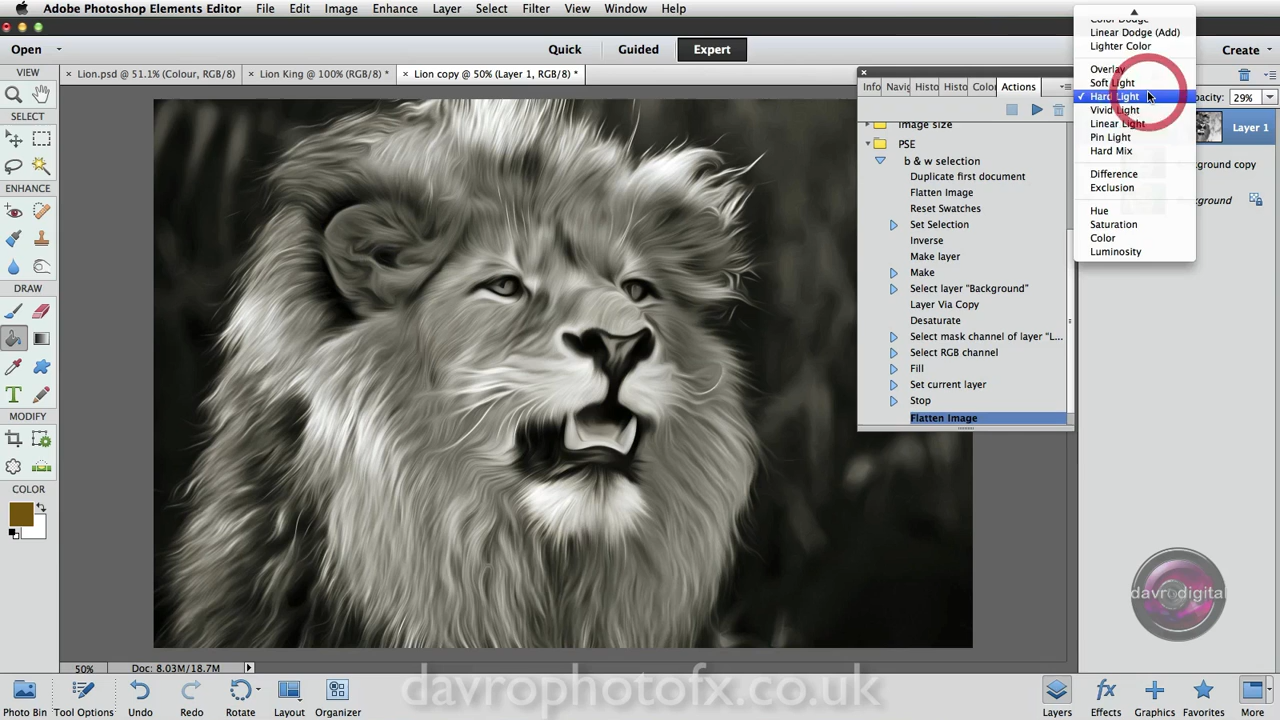 Adobe Photoshop Elements Editor File Edit Image Enhance Layer Select Filter View Window Help
Open Quick Guided Expert Create
VIEW
SELECT
ENHANCE
DRAW
MODIFY
COLOR
× Lion.psd @ 51.1% (Colour, RGB/8) × Lion King @ 100% (RGB/8) * × Lion copy @ 50% (Layer 1, RGB/8) *
Info Navig Histo Histo Colo Actions
Image size
PSE
b & w selection
Duplicate first document
Flatten Image
Reset Swatches
Set Selection
Inverse
Make layer
Make
Select layer "Background"
Layer Via Copy
Desaturate
Select mask channel of layer "L...
Select RGB channel
Fill
Set current layer
Stop
Flatten Image
Color Dodge
Linear Dodge (Add)
Lighter Color
Overlay
Soft Light
✓ Hard Light
Vivid Light
Linear Light
Pin Light
Hard Mix
Difference
Exclusion
Hue
Saturation
Color
Luminosity
pacity: 29%
Layer 1
ground copy
kground
davrodigital
50% Doc: 8.03M/18.7M
davrophotofx.co.uk
Photo Bin Tool Options Undo Redo Rotate Layout Organizer Layers Effects Graphics Favorites More